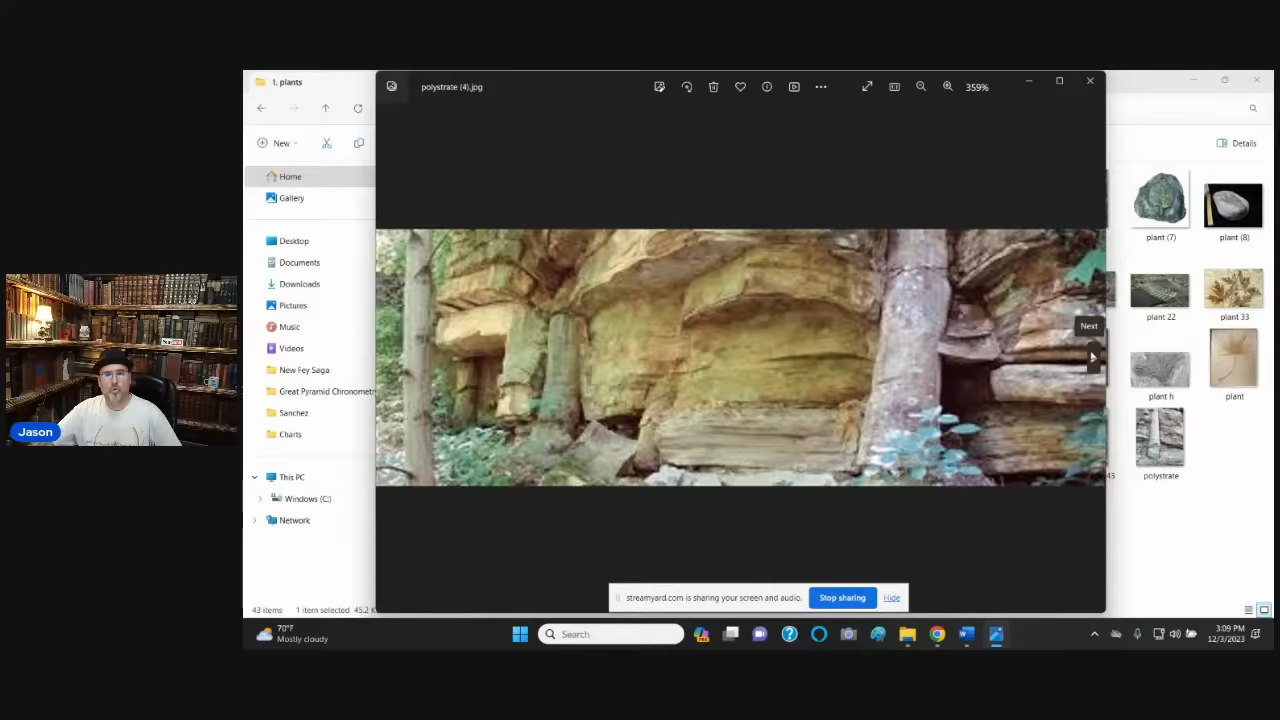 1. plants
polystrate (4).jpg
359%
New
Details
Home
Gallery
Desktop
Documents
Downloads
Pictures
Music
Videos
New Fey Saga
Great Pyramid Chronometr
Sanchez
Charts
This PC
Windows (C:)
Network
plant (7)
plant (8)
plant 22
plant 33
plant h
plant
43
polystrate
Next
Jason
43 items
1 item selected
45.2 K
streamyard.com is sharing your screen and audio.
Stop sharing
Hide
70°F
Mostly cloudy
Search
3:09 PM
12/3/2023